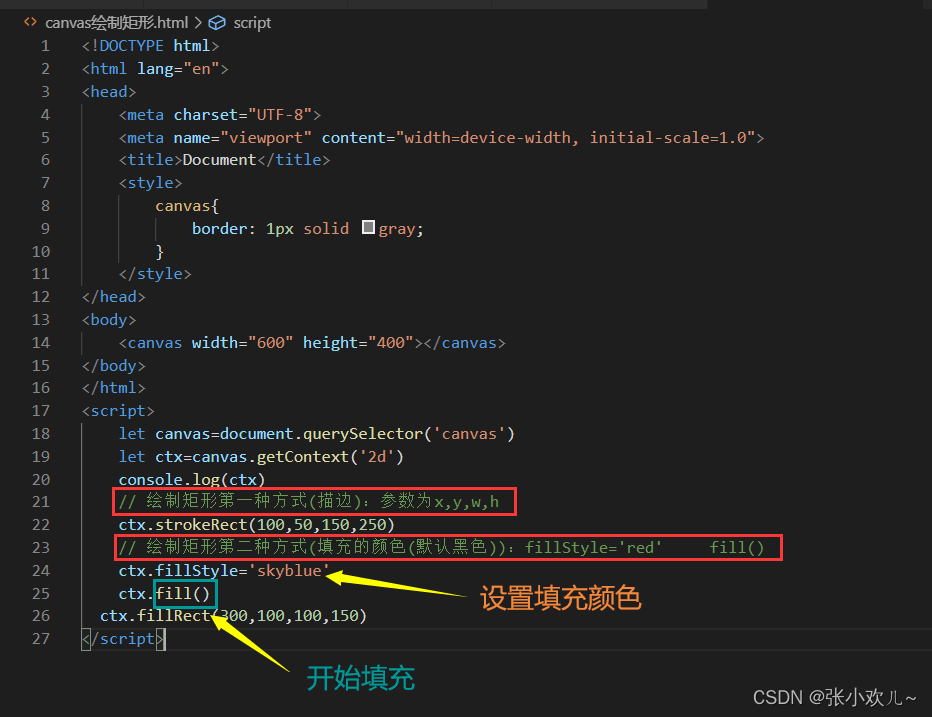 canvas绘制矩形.html > script
1 <!DOCTYPE html>
2 <html lang="en">
3 <head>
4 <meta charset="UTF-8">
5 <meta name="viewport" content="width=device-width, initial-scale=1.0">
6 <title>Document</title>
7 <style>
8 canvas{
9 border: 1px solid gray;
10 }
11 </style>
12 </head>
13 <body>
14 <canvas width="600" height="400"></canvas>
15 </body>
16 </html>
17 <script>
18 let canvas=document.querySelector('canvas')
19 let ctx=canvas.getContext('2d')
20 console.log(ctx)
21 // 绘制矩形第一种方式(描边)：参数为x,y,w,h
22 ctx.strokeRect(100,50,150,250)
23 // 绘制矩形第二种方式(填充的颜色(默认黑色))：fillStyle='red' fill()
24 ctx.fillStyle='skyblue'
设置填充颜色
25 ctx.fill()
26 ctx.fillRect(300,100,100,150)
27 </script>
开始填充
CSDN @张小欢儿~